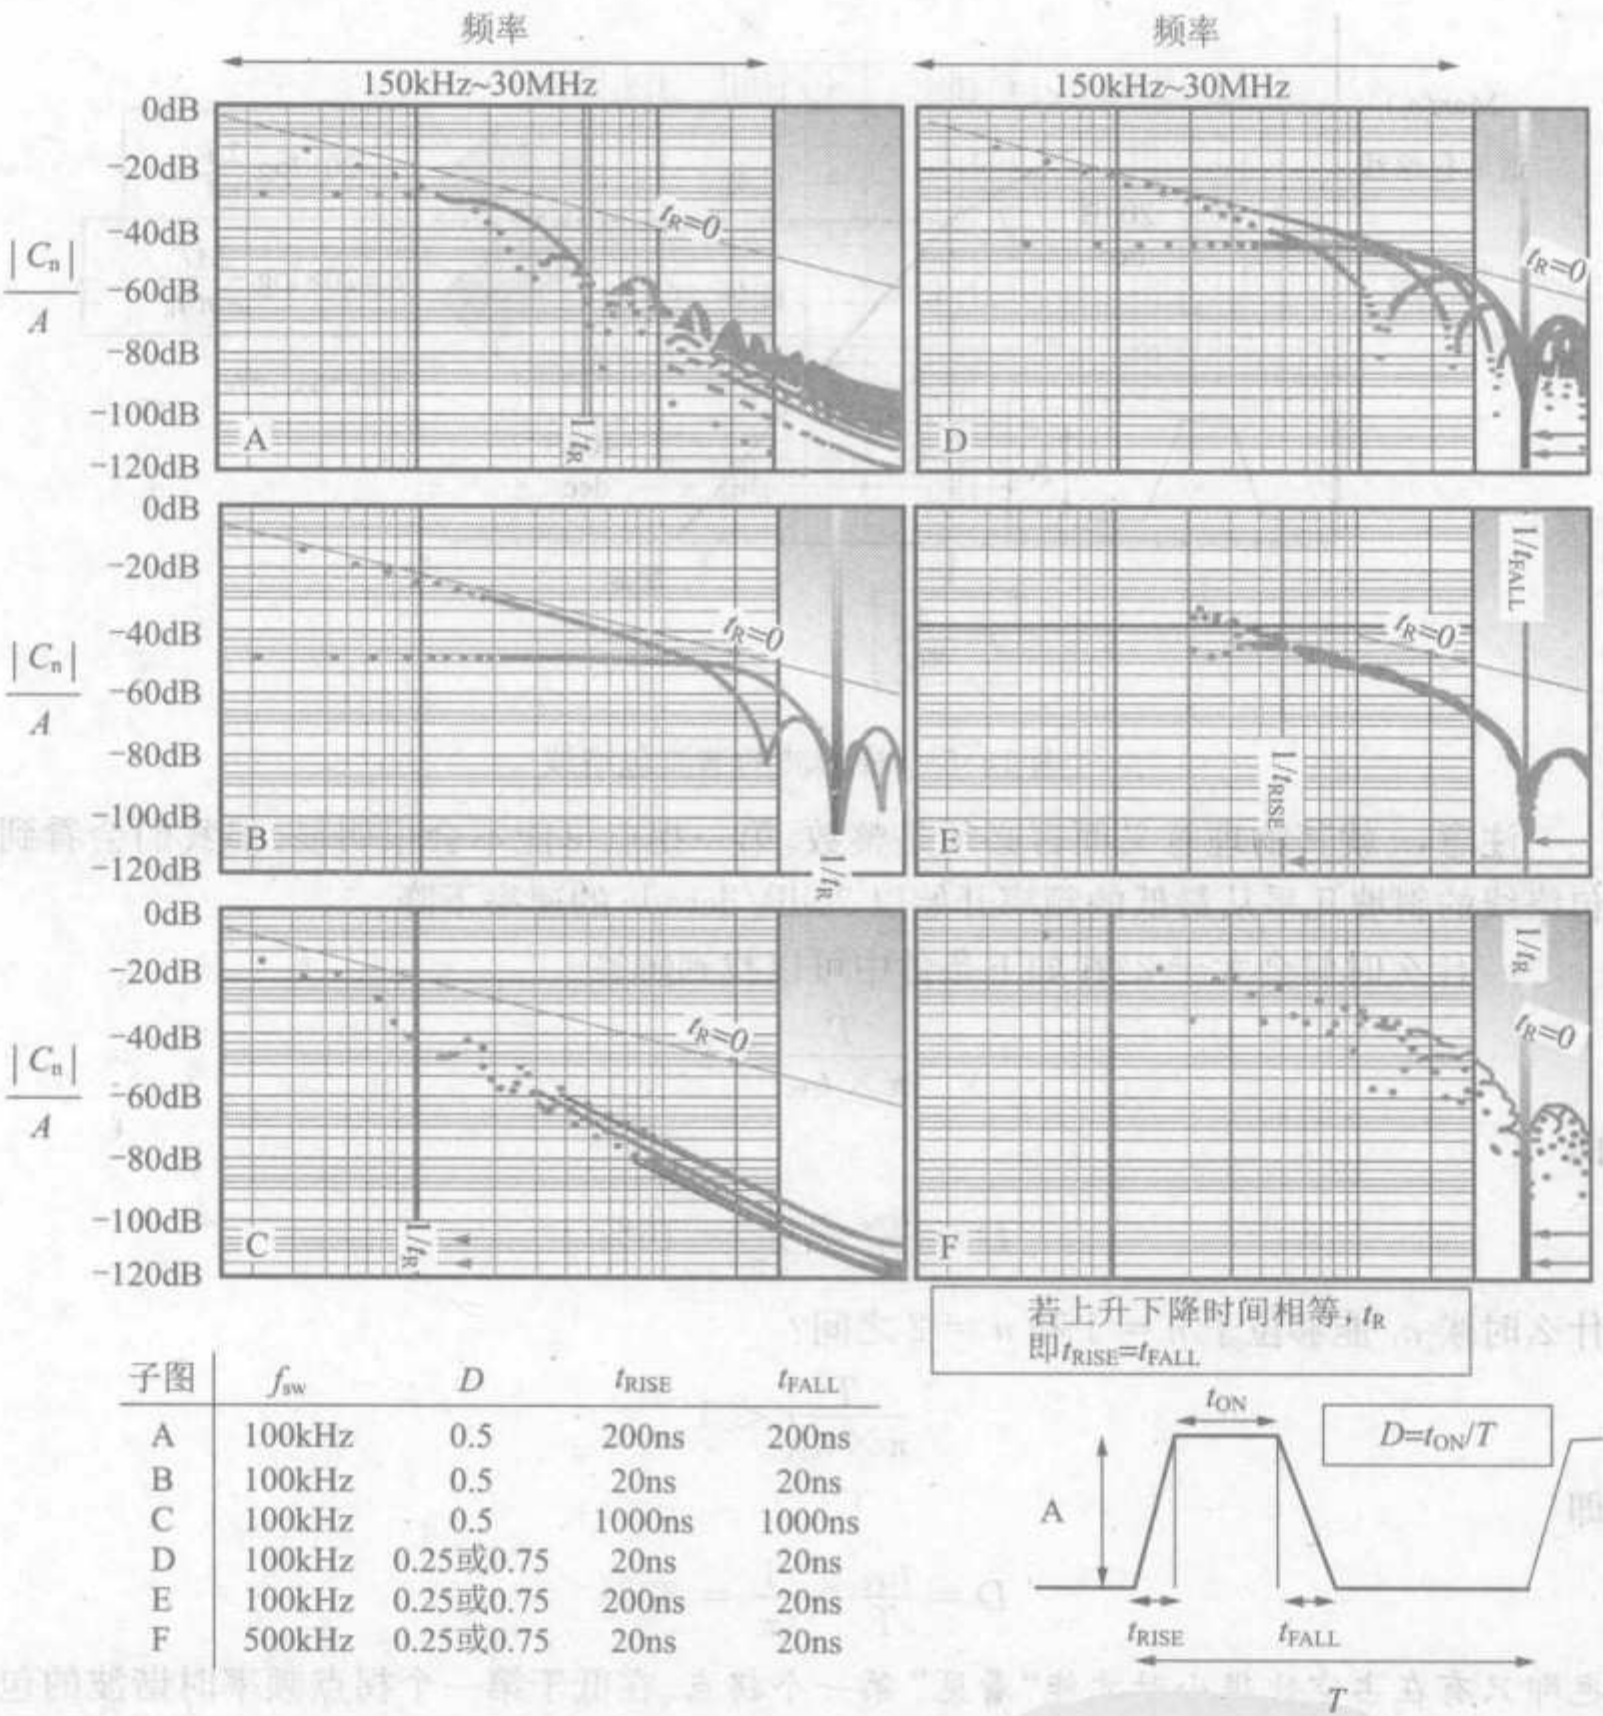 频率
150kHz~30MHz
频率
150kHz~30MHz
0dB
−20dB
−40dB
−60dB
−80dB
−100dB
−120dB
|Cn|
A
tR=0
1/tR
A
tR=0
D
0dB
−20dB
−40dB
−60dB
−80dB
−100dB
−120dB
|Cn|
A
tR=0
1/tR
B
1/tFALL
tR=0
1/tRISE
E
0dB
−20dB
−40dB
−60dB
−80dB
−100dB
−120dB
|Cn|
A
tR=0
1/tR
C
1/tR
tR=0
F
若上升下降时间相等, tR
即tRISE=tFALL
子图 fsw D tRISE tFALL
A 100kHz 0.5 200ns 200ns
B 100kHz 0.5 20ns 20ns
C 100kHz 0.5 1000ns 1000ns
D 100kHz 0.25或0.75 20ns 20ns
E 100kHz 0.25或0.75 200ns 20ns
F 500kHz 0.25或0.75 20ns 20ns
tON
D=tON/T
A
tRISE
tFALL
T